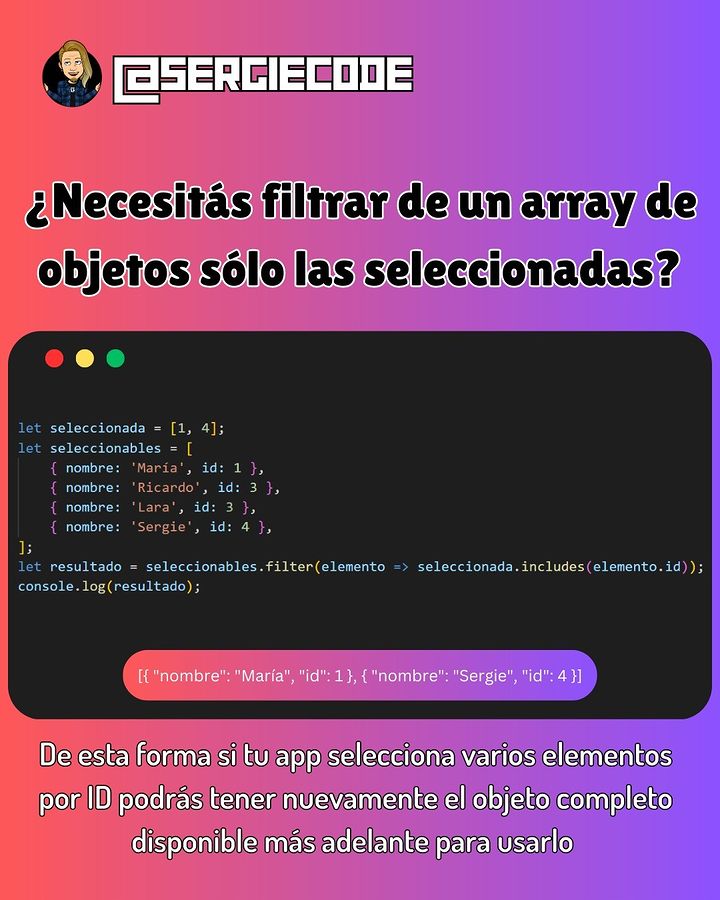 @SERGIECODE
¿Necesitás filtrar de un array de
objetos sólo las seleccionadas?
let seleccionada = [1, 4];
let seleccionables = [
    { nombre: 'María', id: 1 },
    { nombre: 'Ricardo', id: 3 },
    { nombre: 'Lara', id: 3 },
    { nombre: 'Sergie', id: 4 },
];
let resultado = seleccionables.filter(elemento => seleccionada.includes(elemento.id));
console.log(resultado);
[{ "nombre": "María", "id": 1 }, { "nombre": "Sergie", "id": 4 }]
De esta forma si tu app selecciona varios elementos
por ID podrás tener nuevamente el objeto completo
disponible más adelante para usarlo